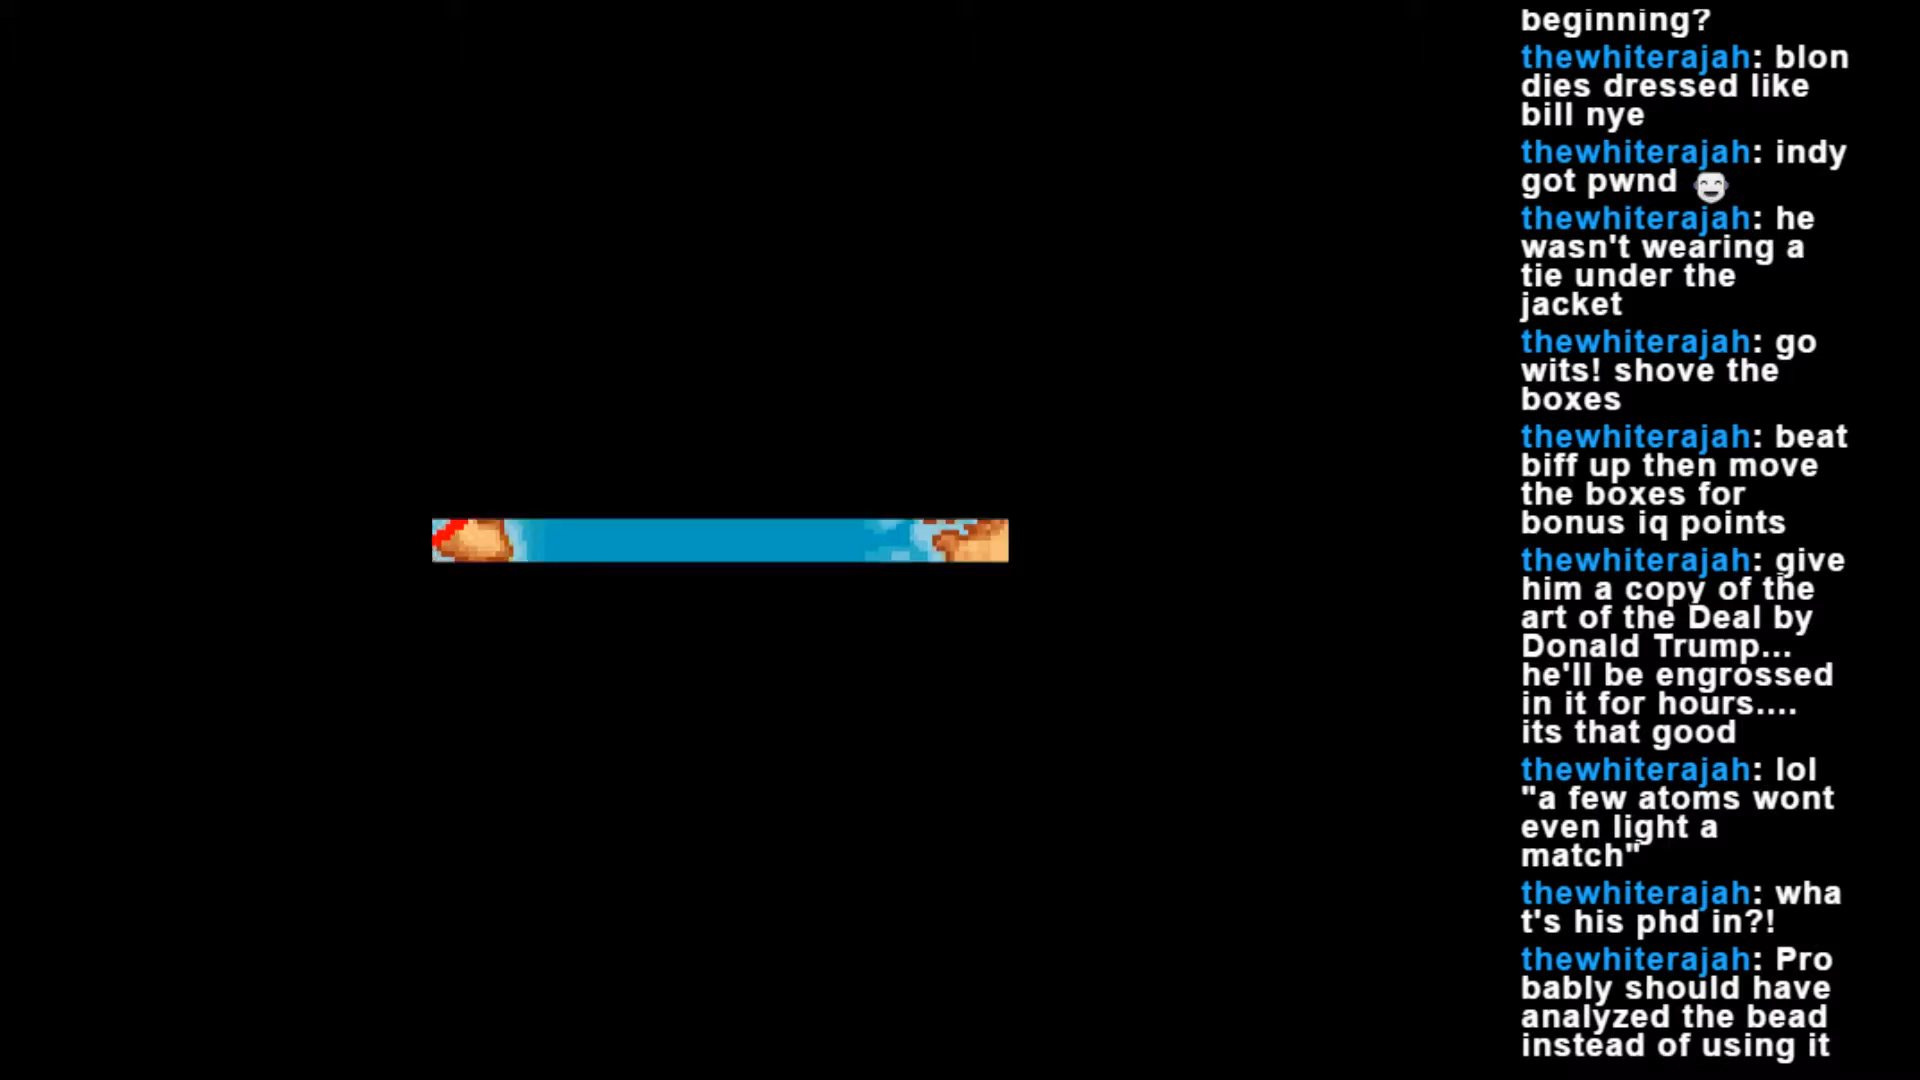 beginning?
thewhiterajah: blon
dies dressed like
bill nye
thewhiterajah: indy
got pwnd
thewhiterajah: he
wasn't wearing a
tie under the
jacket
thewhiterajah: go
wits! shove the
boxes
thewhiterajah: beat
biff up then move
the boxes for
bonus iq points
thewhiterajah: give
him a copy of the
art of the Deal by
Donald Trump...
he'll be engrossed
in it for hours....
its that good
thewhiterajah: lol
"a few atoms wont
even light a
match"
thewhiterajah: wha
t's his phd in?!
thewhiterajah: Pro
bably should have
analyzed the bead
instead of using it